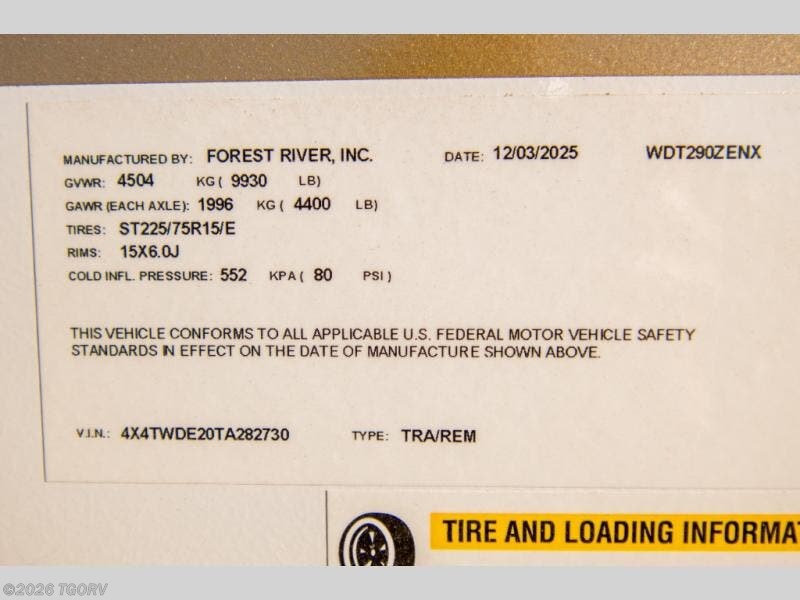 MANUFACTURED BY: FOREST RIVER, INC. DATE: 12/03/2025 WDT290ZENX
GVWR: 4504 KG ( 9930 LB)
GAWR (EACH AXLE): 1996 KG ( 4400 LB)
TIRES: ST225/75R15/E
RIMS: 15X6.0J
COLD INFL. PRESSURE: 552 KPA ( 80 PSI )
THIS VEHICLE CONFORMS TO ALL APPLICABLE U.S. FEDERAL MOTOR VEHICLE SAFETY
STANDARDS IN EFFECT ON THE DATE OF MANUFACTURE SHOWN ABOVE.
V.I.N.: 4X4TWDE20TA282730 TYPE: TRA/REM
TIRE AND LOADING INFORMAT
©2026 TGORV